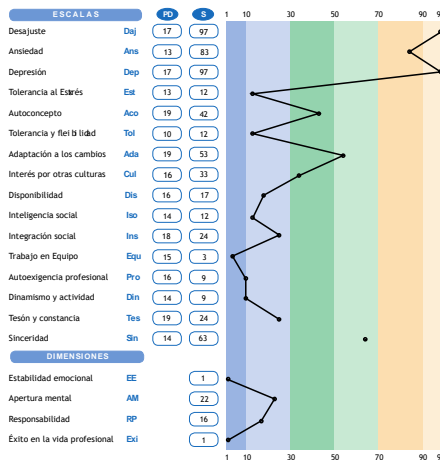 ESCALAS PD S 1 10 30 50 70 90
Desajuste Daj 17 97
Ansiedad Ans 13 83
Depresión Dep 17 97
Tolerancia al Estrés Est 13 12
Autoconcepto Aco 19 42
Tolerancia y flexibilidad Tol 10 12
Adaptación a los cambios Ada 19 53
Interés por otras culturas Cul 16 33
Disponibilidad Dis 16 17
Inteligencia social Iso 14 12
Integración social Ins 18 24
Trabajo en Equipo Equ 15 3
Autoexigencia profesional Pro 16 9
Dinamismo y actividad Din 14 9
Tesón y constancia Tes 19 24
Sinceridad Sin 14 63
DIMENSIONES
Estabilidad emocional EE 1
Apertura mental AM 22
Responsabilidad RP 16
Éxito en la vida profesional Exi 1
1 10 30 50 70 90